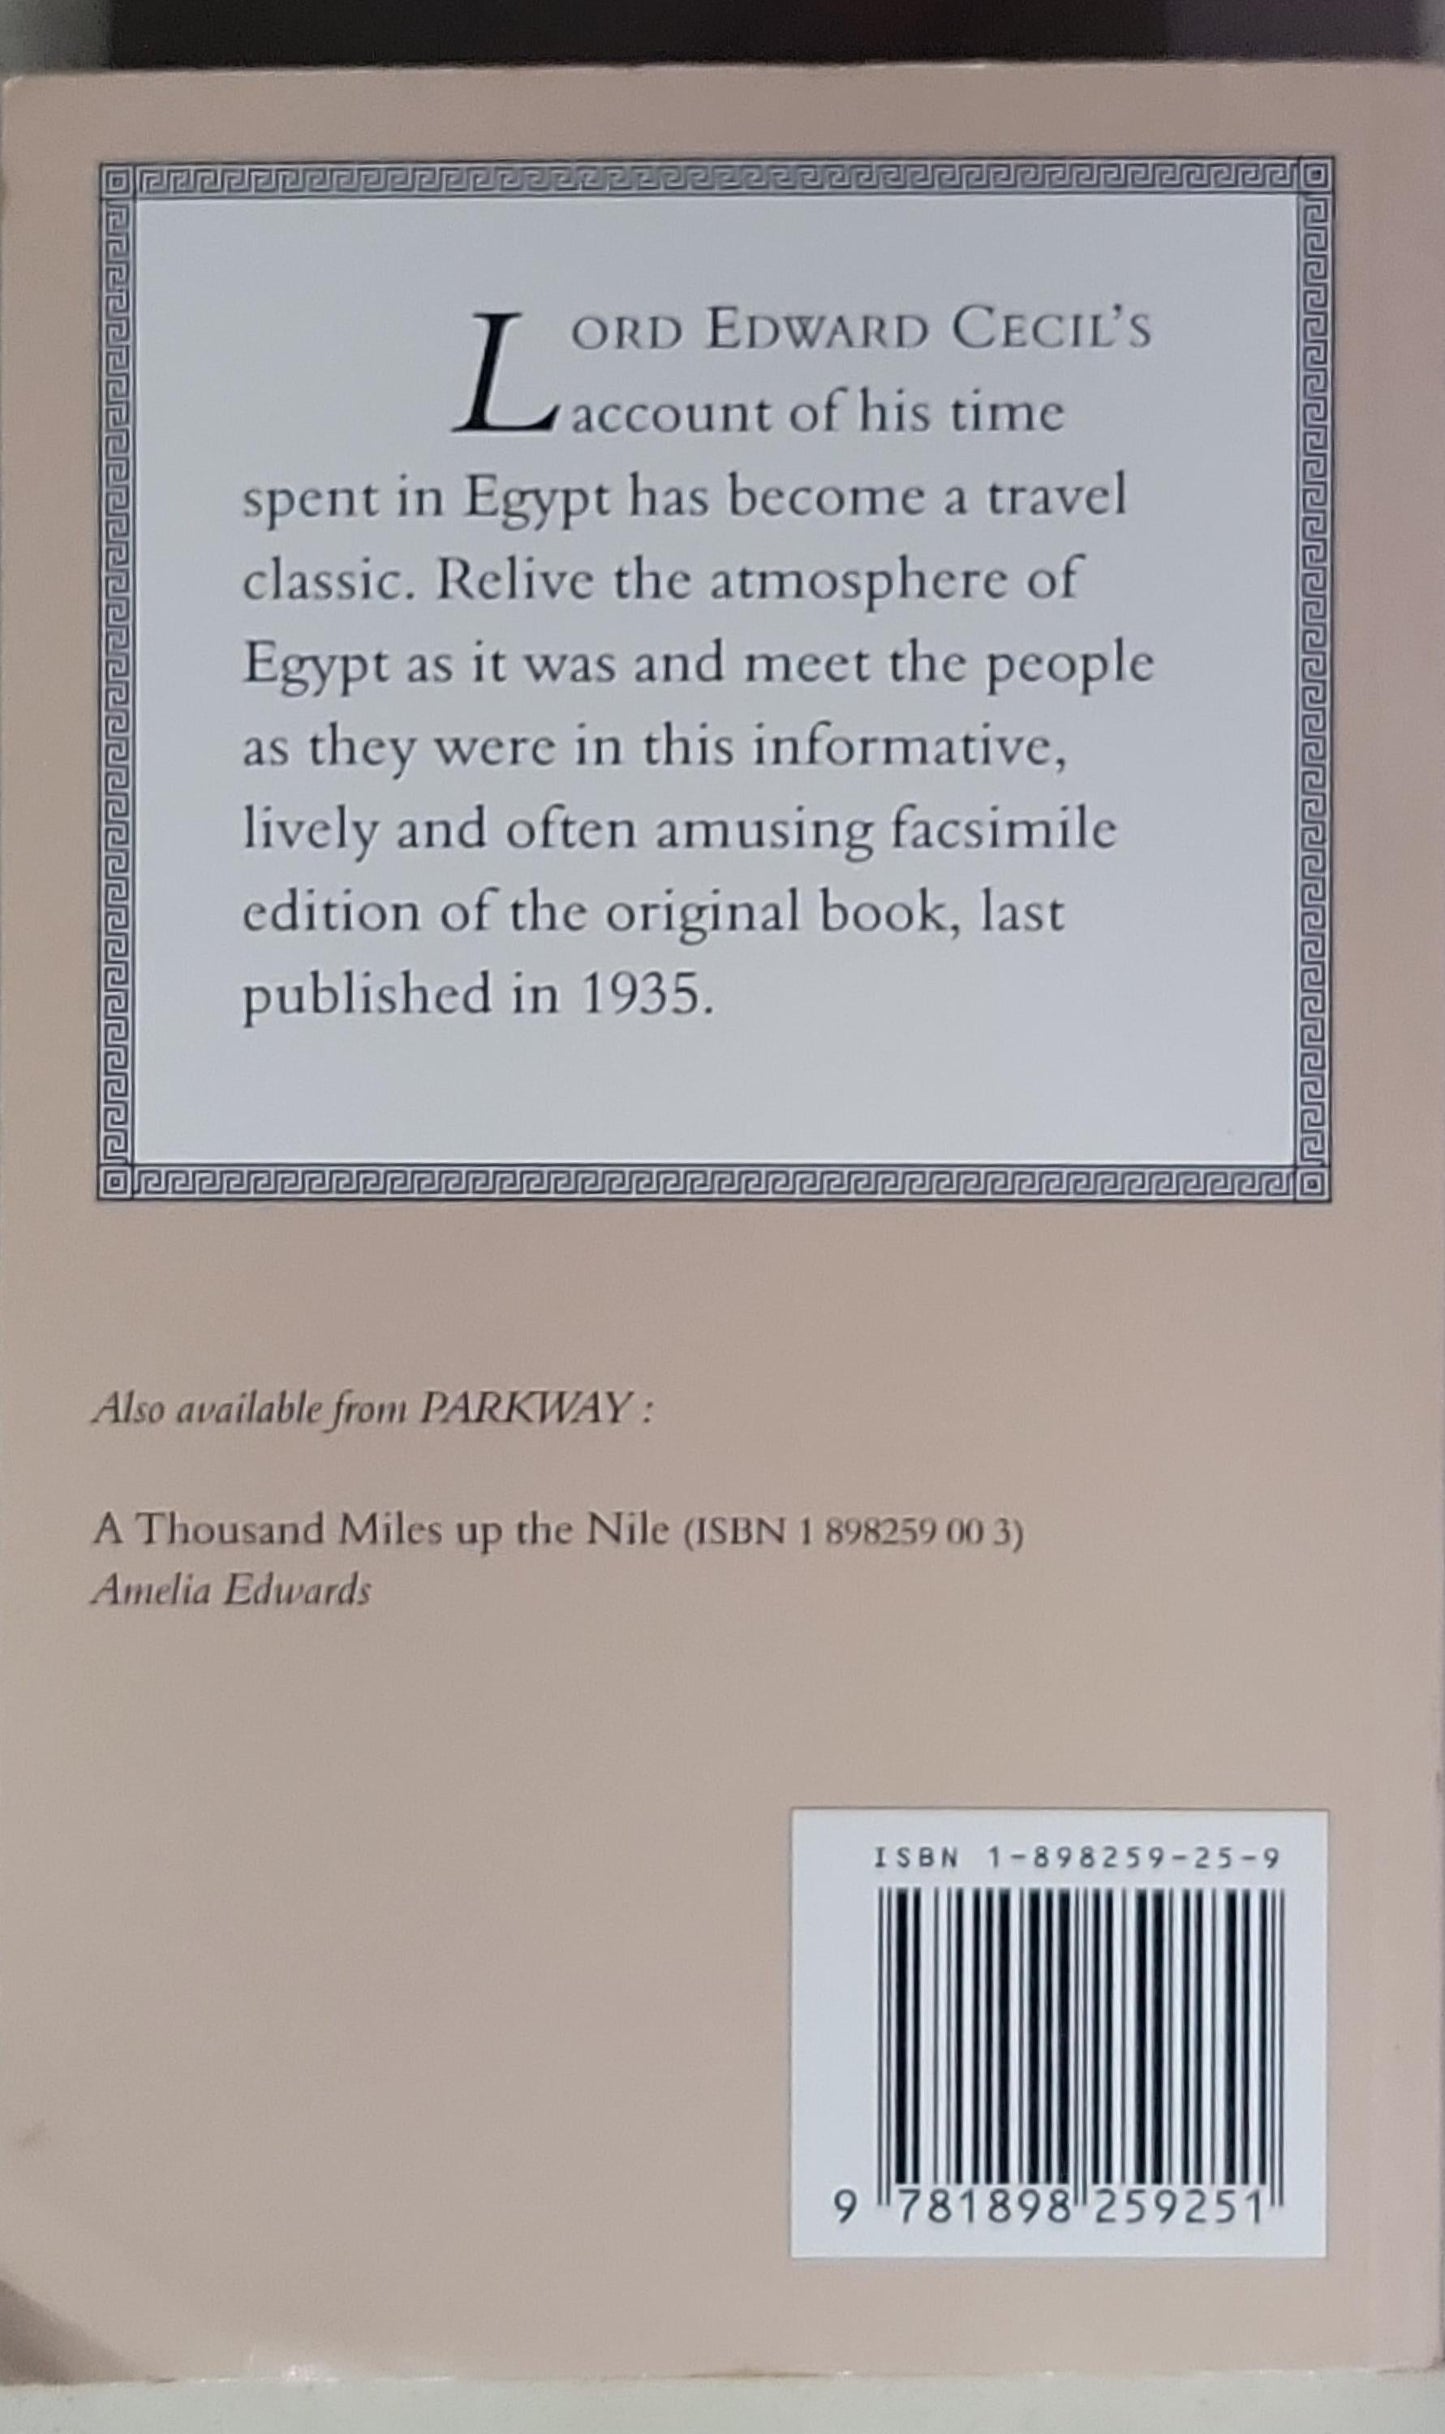 LORD EDWARD CECIL'S
account of his time
spent in Egypt has become a travel
classic. Relive the atmosphere of
Egypt as it was and meet the people
as they were in this informative,
lively and often amusing facsimile
edition of the original book, last
published in 1935.
Also available from PARKWAY :
A Thousand Miles up the Nile (ISBN 1 898259 00 3)
Amelia Edwards
ISBN 1-898259-25-9
9 781898 259251